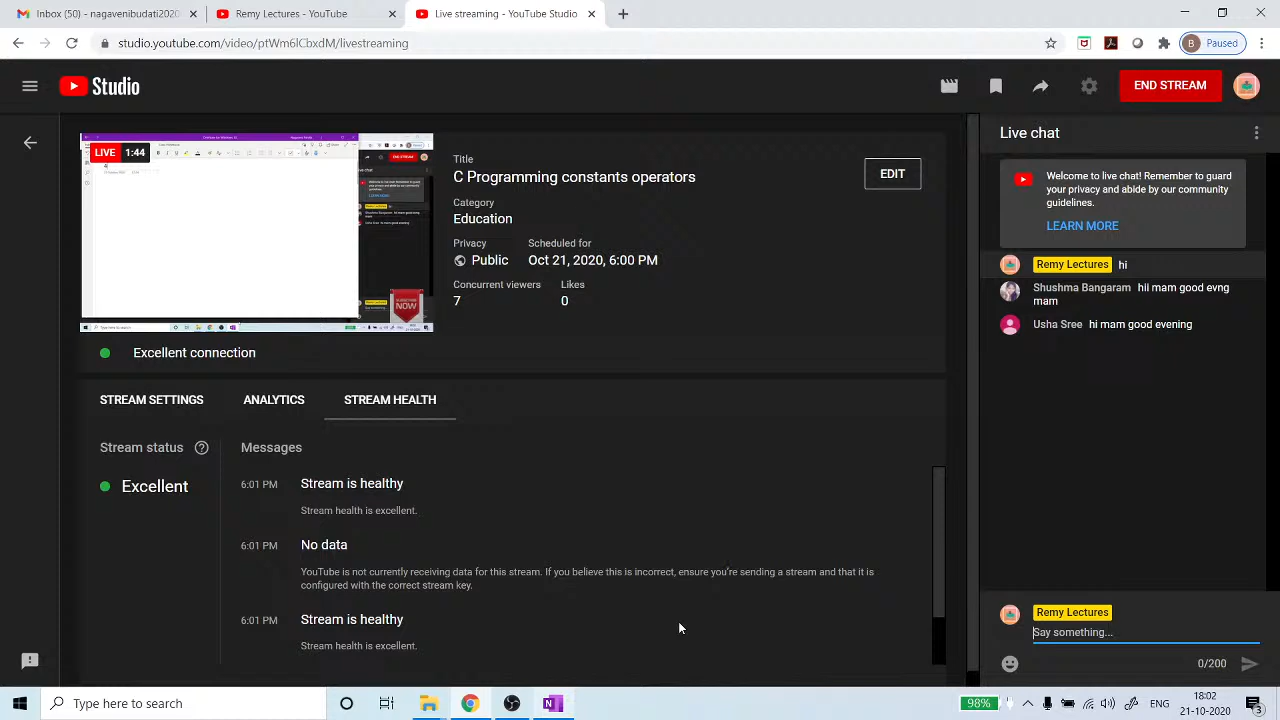 Inbox (50) - nagavenibuddi@2020
Remy Lectures - YouTube
Live streaming - YouTube Studio
studio.youtube.com/video/ptWm6lCbxdM/livestreaming
B Paused
Studio
END STREAM
LIVE 1:44
SUBSCRIBE
NOW
Title
C Programming constants operators
EDIT
Category
Education
Privacy
Public
Scheduled for
Oct 21, 2020, 6:00 PM
Concurrent viewers
7
Likes
0
Excellent connection
STREAM SETTINGS
ANALYTICS
STREAM HEALTH
Stream status
Excellent
Messages
6:01 PM Stream is healthy
Stream health is excellent.
6:01 PM No data
YouTube is not currently receiving data for this stream. If you believe this is incorrect, ensure you're sending a stream and that it is
configured with the correct stream key.
6:01 PM Stream is healthy
Stream health is excellent.
Live chat
Welcome to live chat! Remember to guard
your privacy and abide by our community
guidelines.
LEARN MORE
Remy Lectures hi
Shushma Bangaram hii mam good evng
mam
Usha Sree hi mam good evening
Remy Lectures
Say something...
0/200
Type here to search
98%
ENG
18:02
21-10-2020
3